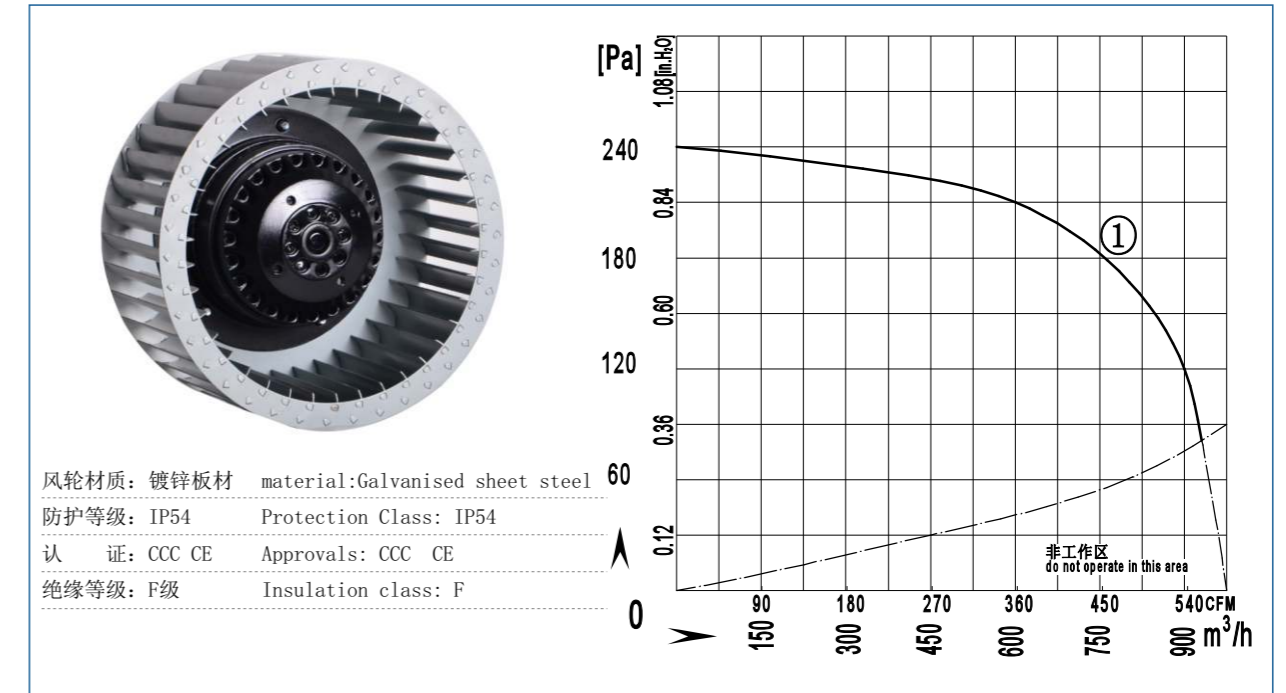 风轮材质：镀锌板材 material:Galvanised sheet steel
防护等级：IP54 Protection Class: IP54
认 证：CCC CE Approvals: CCC CE
绝缘等级：F级 Insulation class: F
[Pa]
[in.H₂O]
1.08
240
0.84
180
0.60
120
0.36
60
0.12
0
①
非工作区
do not operate in this area
90 180 270 360 450 540 CFM
150 300 450 600 750 900 m³/h